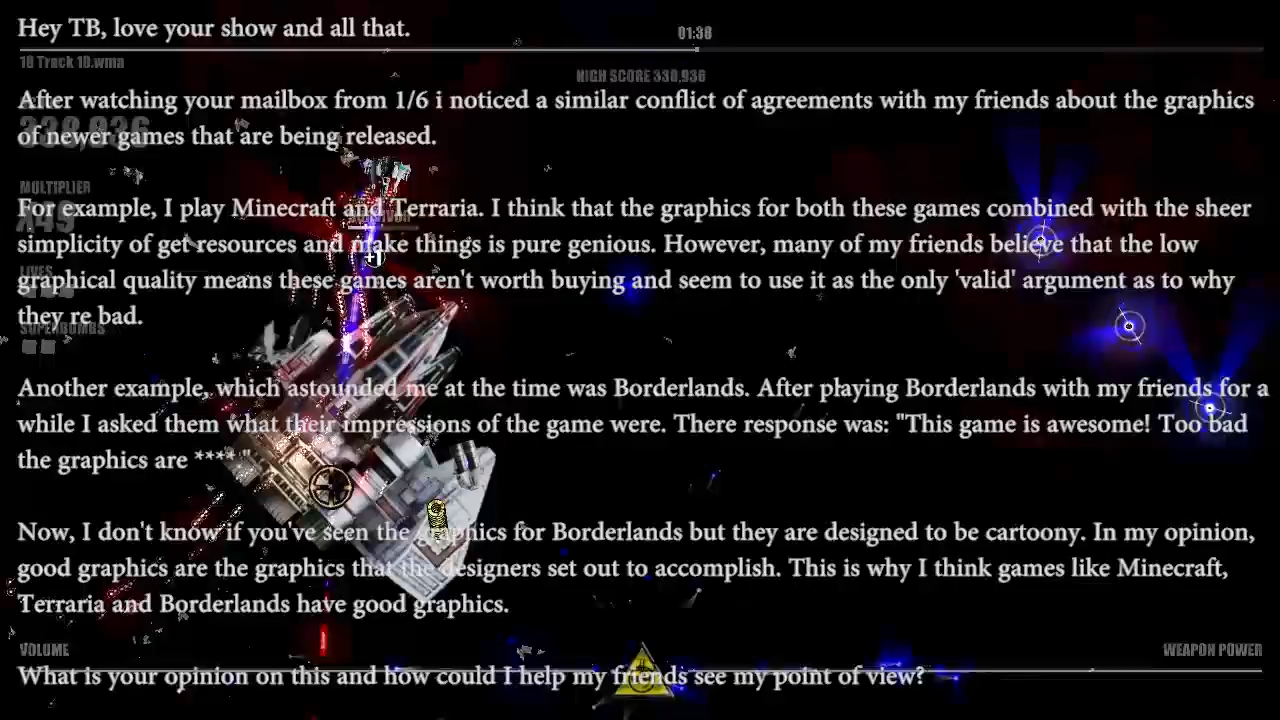 Hey TB, love your show and all that.
01:38
10 Track 10.wma
HIGH SCORE 338,936
After watching your mailbox from 1/6 i noticed a similar conflict of agreements with my friends about the graphics
338,936
of newer games that are being released.
MULTIPLIER
For example, I play Minecraft and Terraria. I think that the graphics for both these games combined with the sheer
X49
simplicity of get resources and make things is pure genious. However, many of my friends believe that the low
+1
LIVES
graphical quality means these games aren't worth buying and seem to use it as the only 'valid' argument as to why
they re bad.
SUPERBOMBS
Another example, which astounded me at the time was Borderlands. After playing Borderlands with my friends for a
while I asked them what their impressions of the game were. There response was: "This game is awesome! Too bad
the graphics are ****"
Now, I don't know if you've seen the graphics for Borderlands but they are designed to be cartoony. In my opinion,
good graphics are the graphics that the designers set out to accomplish. This is why I think games like Minecraft,
Terraria and Borderlands have good graphics.
VOLUME
WEAPON POWER
What is your opinion on this and how could I help my friends see my point of view?